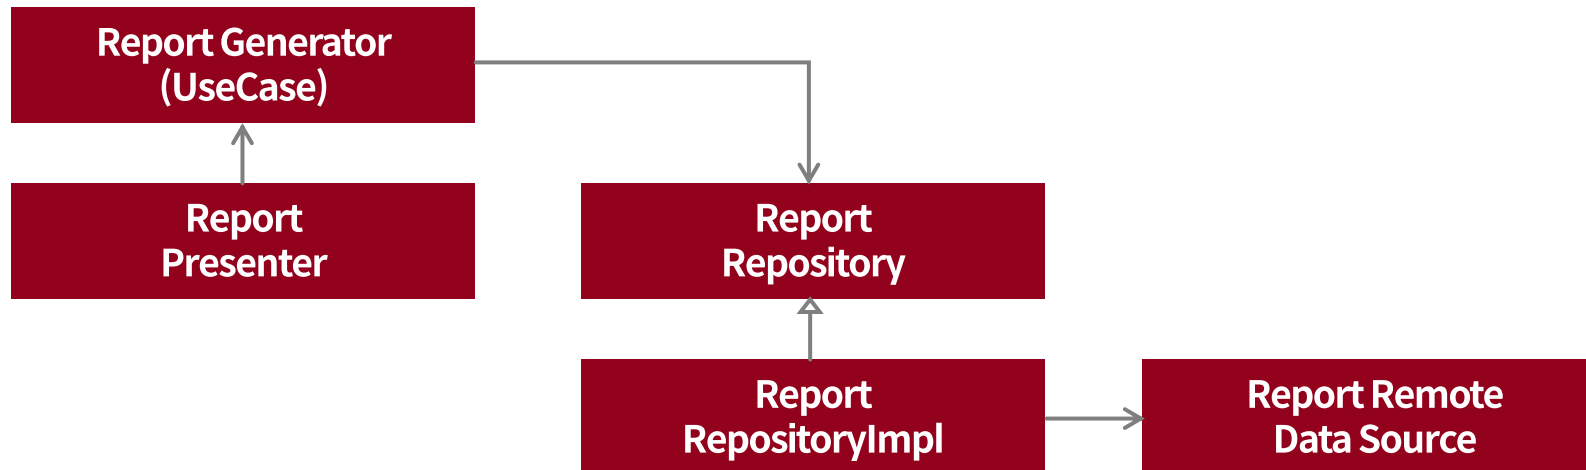 Report Generator
(UseCase)
Report
Presenter
Report
Repository
Report
RepositoryImpl
Report Remote
Data Source